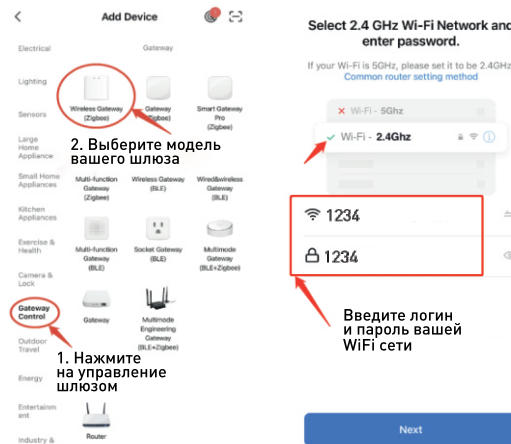 Add Device
Electrical
Gateway
Lighting
Wireless Gateway
(Zigbee)
Gateway
(Zigbee)
Smart Gateway
Pro
(Zigbee)
Sensors
2. Выберите модель
вашего шлюза
Large
Home
Appliance
Small Home
Appliances
Multi-function
Gateway
(Zigbee)
Wireless Gateway
(BLE)
Wired&wireless
Gateway
(BLE)
Kitchen
Appliances
Exercise &
Health
Multi-function
Gateway
(BLE)
Socket Gateway
(BLE)
Multimode
Gateway
(BLE+Zigbee)
Camera &
Lock
Gateway
Control
Gateway
Multimode
Engineering
Gateway
(BLE+Zigbee)
Outdoor
Travel
1. Нажмите
на управление
шлюзом
Energy
Entertainm
ent
Router
Industry &
Select 2.4 GHz Wi-Fi Network and
enter password.
If your Wi-Fi is 5GHz, please set it to be 2.4GHz
Common router setting method
Wi-Fi - 5Ghz
Wi-Fi - 2.4Ghz
1234
1234
Введите логин
и пароль вашей
WiFi сети
Next